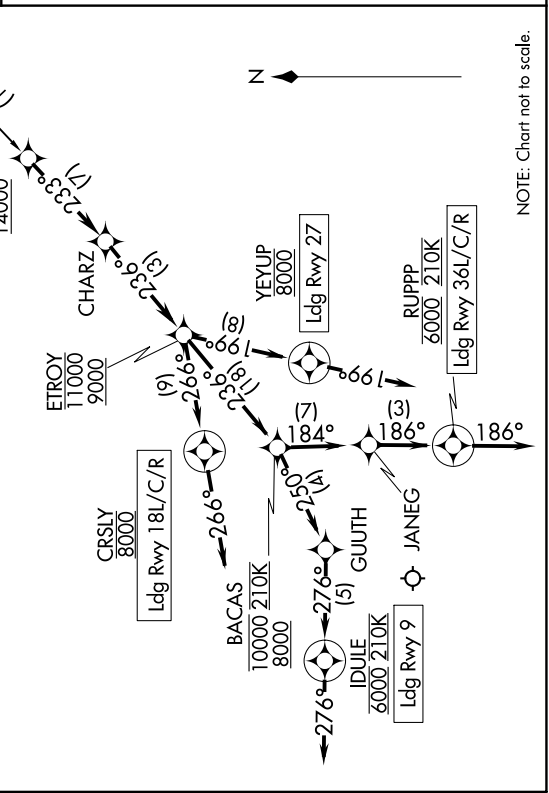 14000
233°
(7)
CHARZ
236°
(3)
ETROY
11000
9000
266°
(9)
236°
(18)
199°
(8)
YEYUP
8000
Ldg Rwy 27
199°
CRSLY
8000
Ldg Rwy 18L/C/R
266°
BACAS
10000 210K
8000
250°
(4)
184°
(7)
GUUTH
JANEG
186°
(3)
RUPPP
6000 210K
Ldg Rwy 36L/C/R
186°
276°
(5)
IDULE
6000 210K
Ldg Rwy 9
276°
N
NOTE: Chart not to scale.